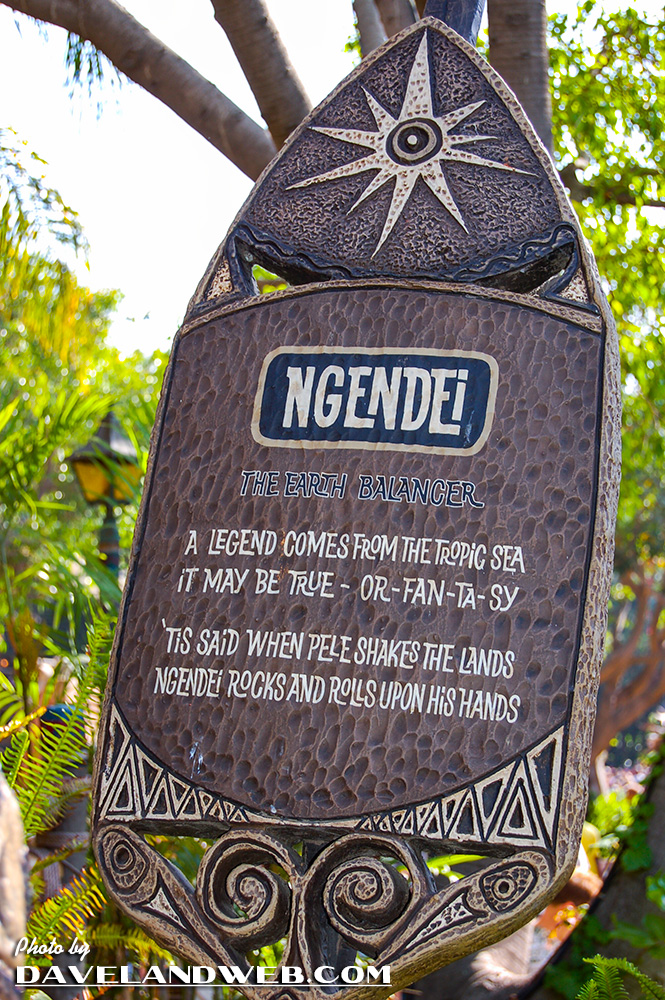 NGENDEI
THE EARTH BALANCER
A LEGEND COMES FROM THE TROPIC SEA
IT MAY BE TRUE - OR-FAN-TA-SY
'TIS SAID WHEN PELE SHAKES THE LANDS
NGENDEI ROCKS AND ROLLS UPON HIS HANDS
Photo by
DAVELANDWEB.COM